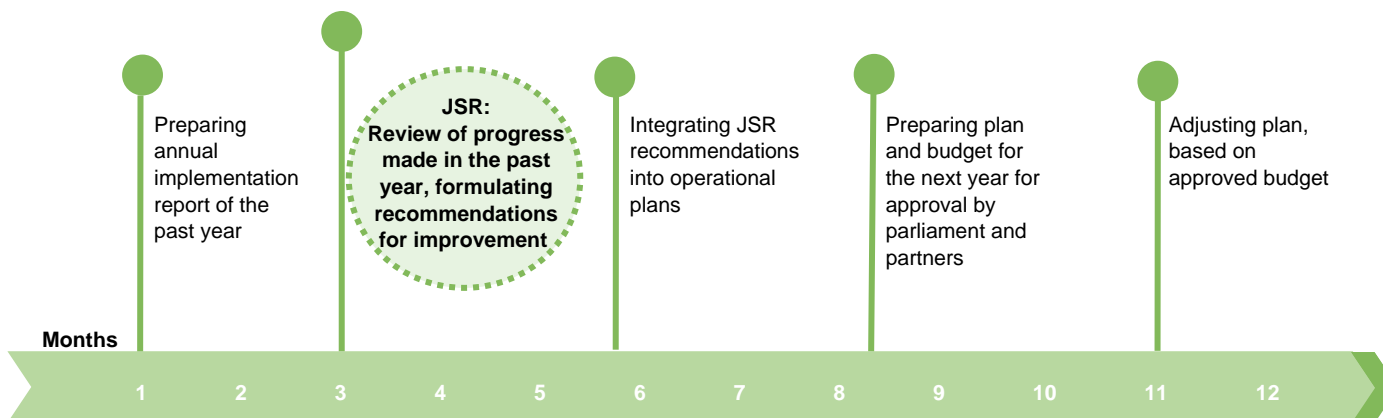 Preparing
annual
implementation
report of the
past year
JSR:
Review of progress
made in the past
year, formulating
recommendations
for improvement
Integrating JSR
recommendations
into operational
plans
Preparing plan
and budget for
the next year for
approval by
parliament and
partners
Adjusting plan,
based on
approved budget
Months
1 2 3 4 5 6 7 8 9 10 11 12